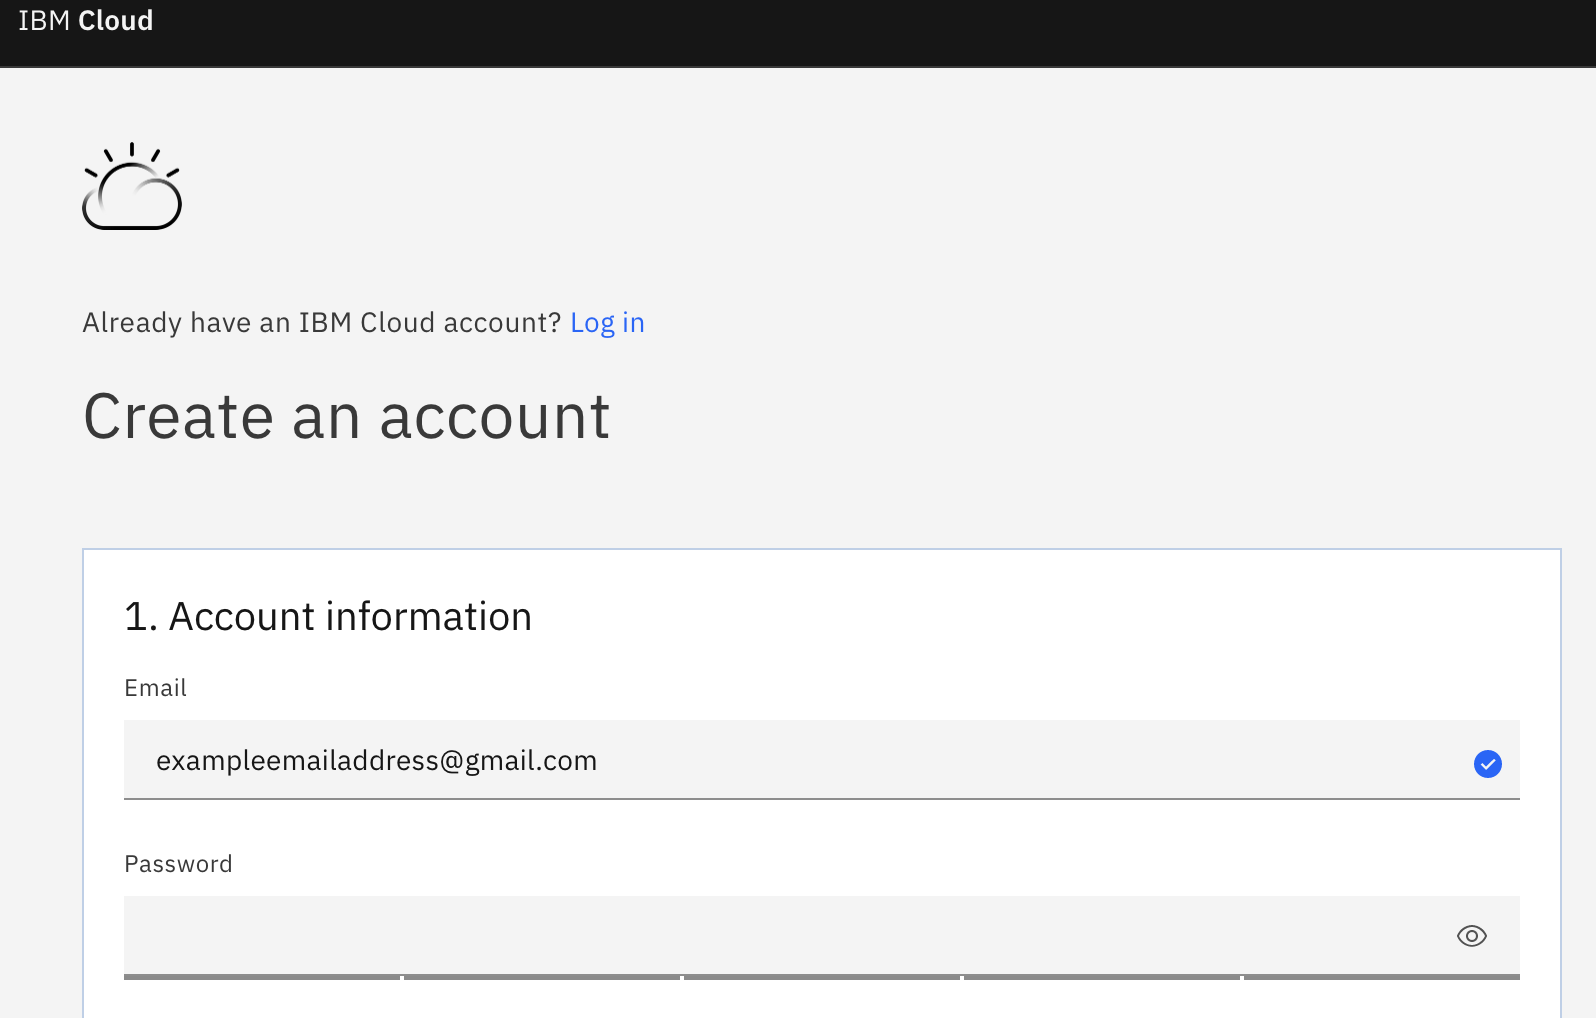 IBM Cloud
Already have an IBM Cloud account? Log in
Create an account
1. Account information
Email
exampleemailaddress@gmail.com
Password